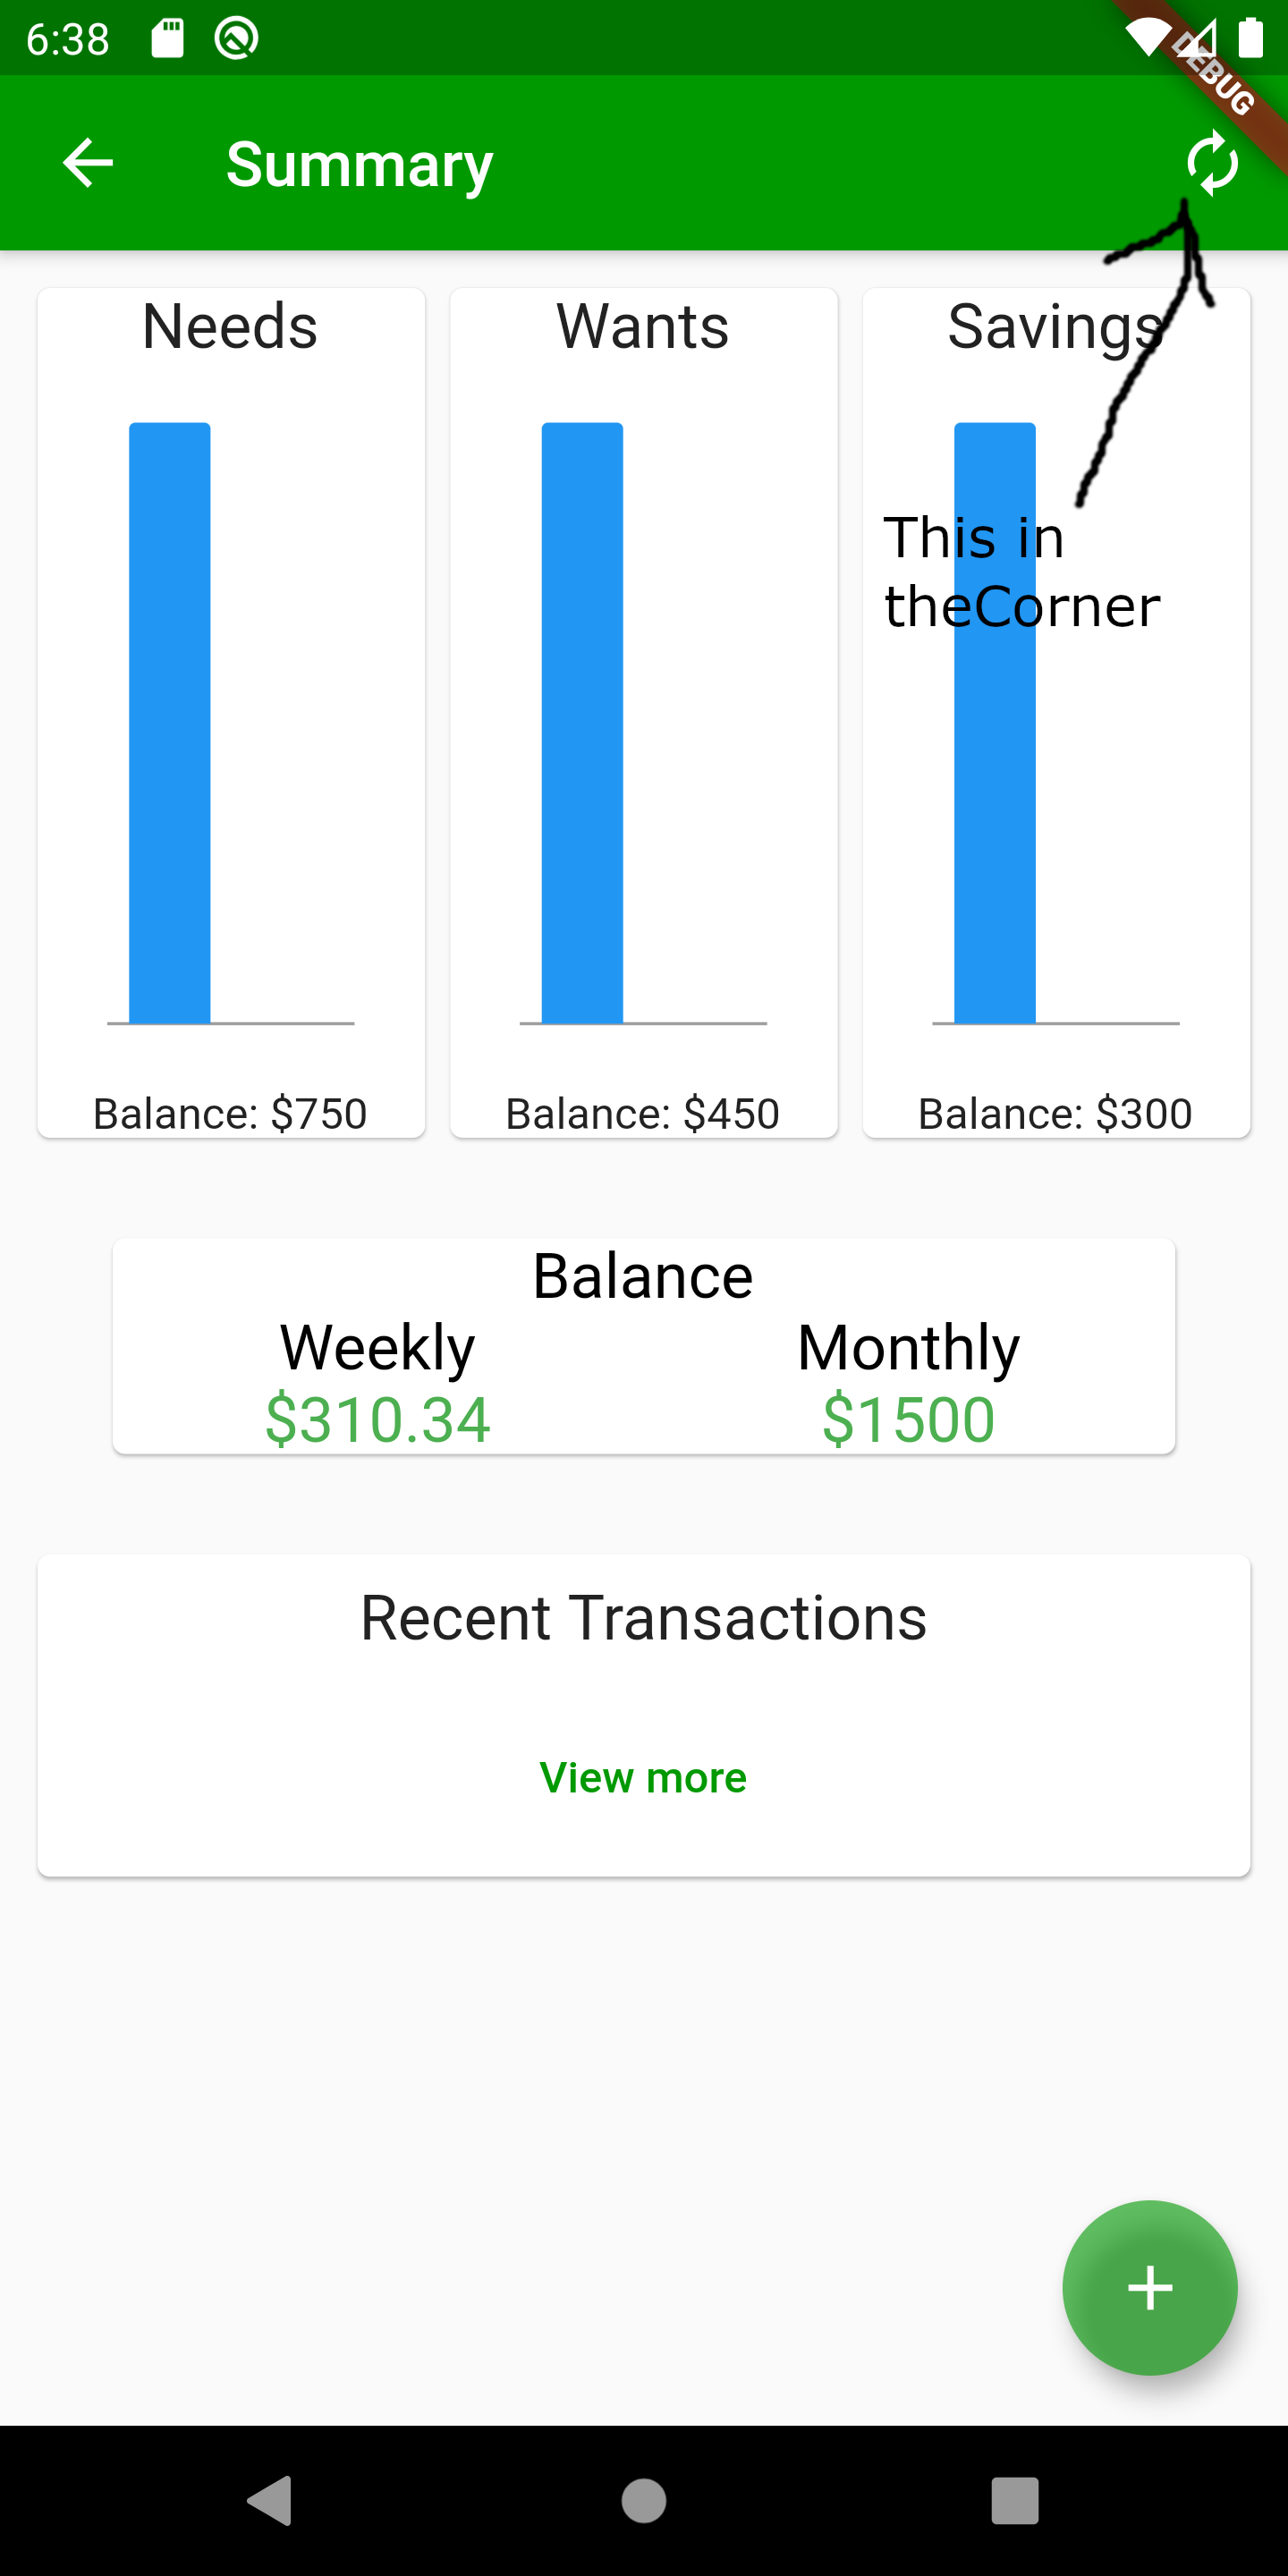 6:38
DEBUG
Summary
Needs
Wants
Savings
This in
theCorner
Balance: $750
Balance: $450
Balance: $300
Balance
Weekly
Monthly
$310.34
$1500
Recent Transactions
View more